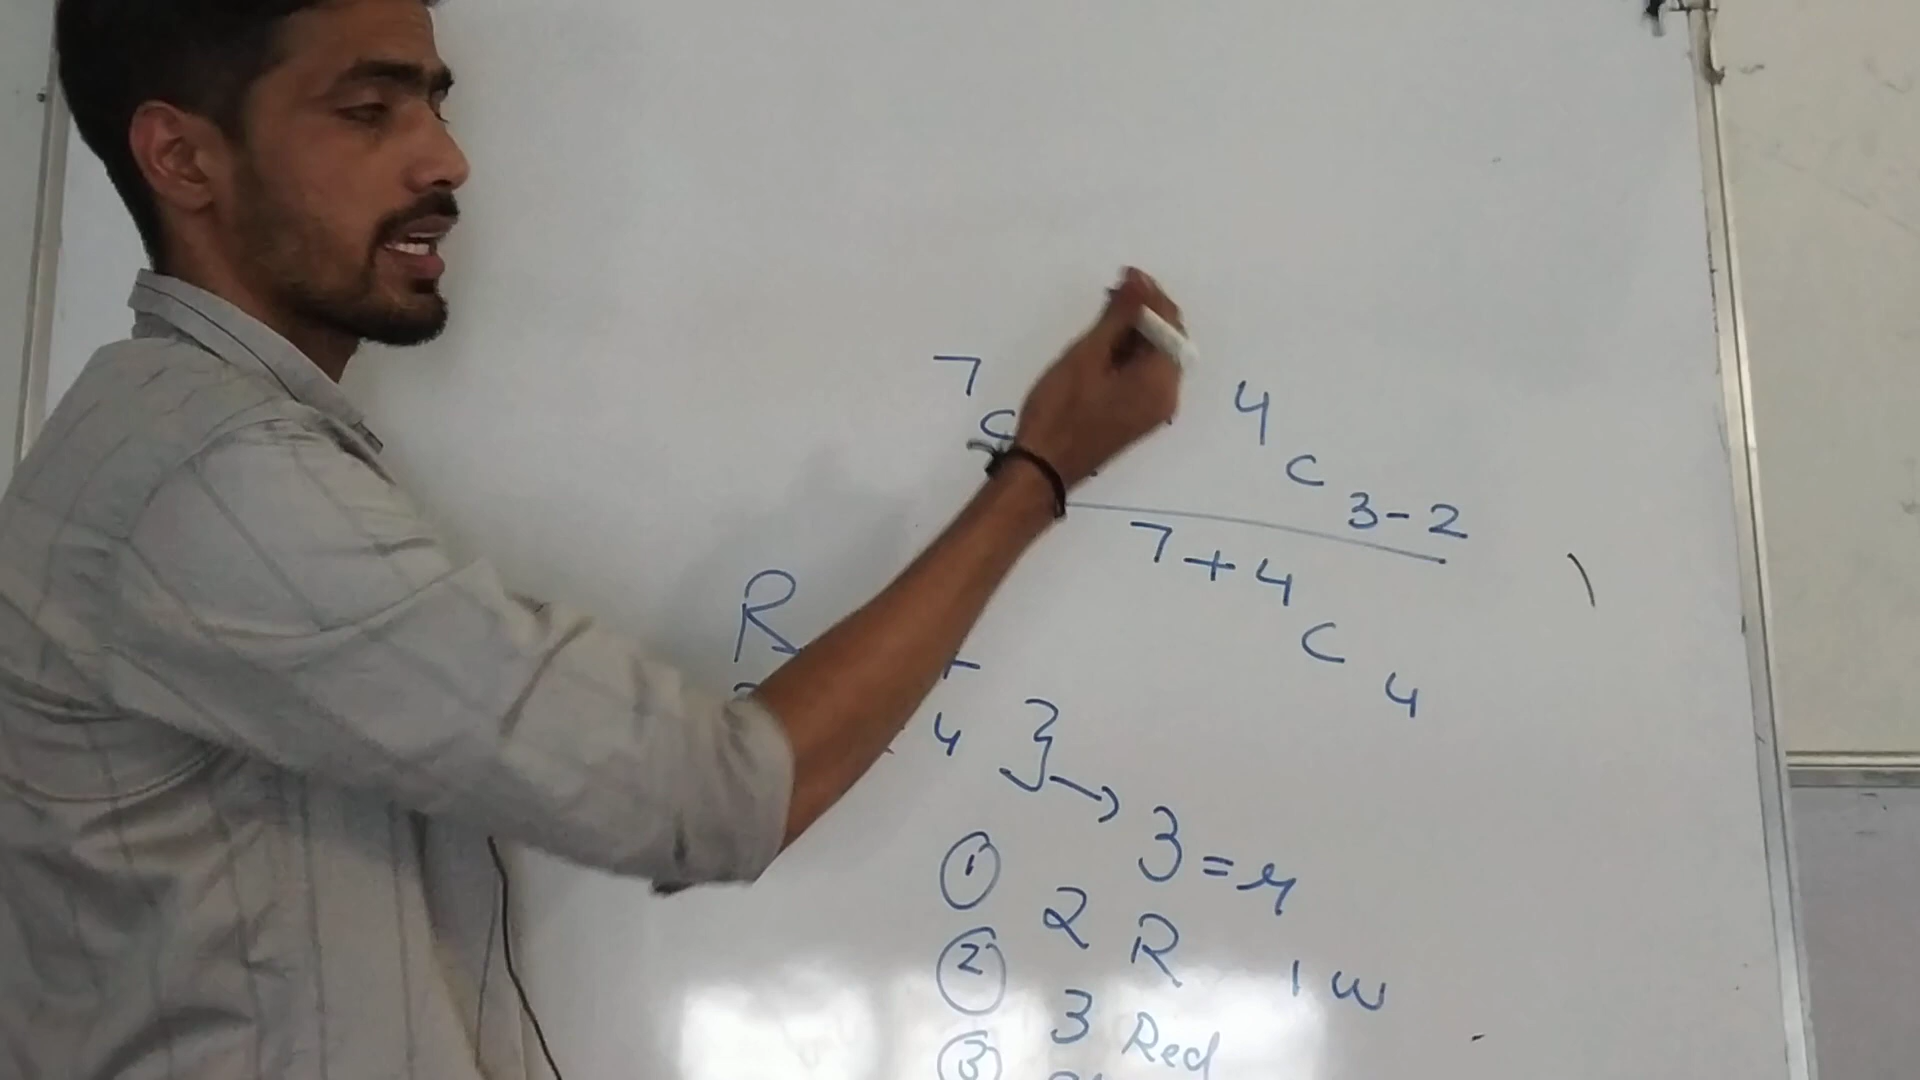 7 C 4 C 3-2
7+4 C 4
R
4 } → 3 = r
① 2 R 1 W
② 3 Red
③